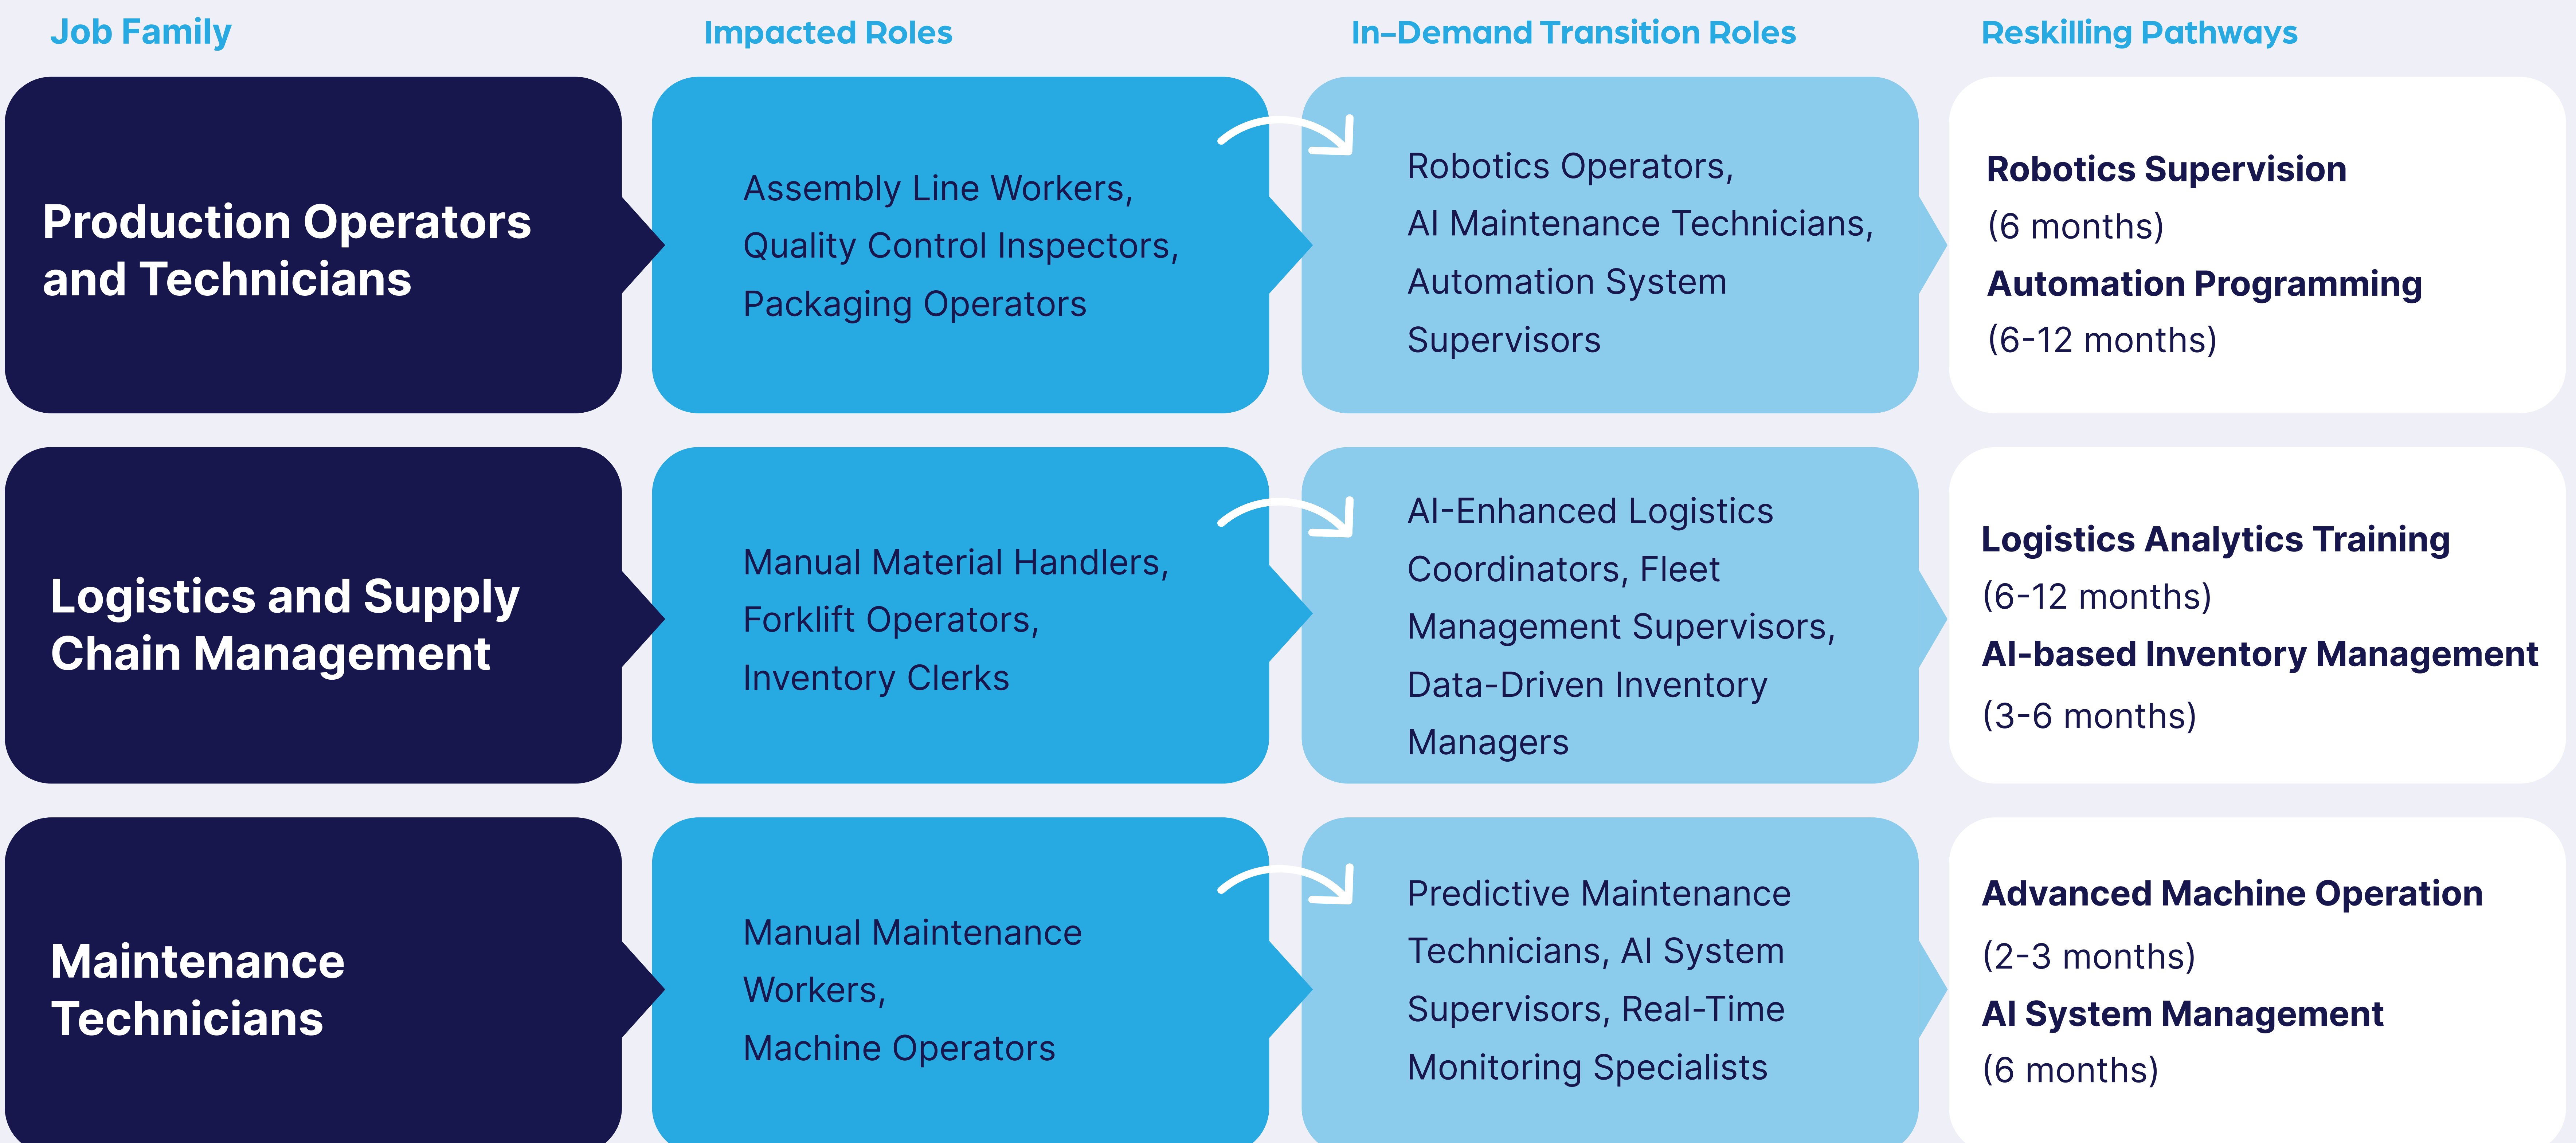 Job Family
Impacted Roles
In-Demand Transition Roles
Reskilling Pathways
Production Operators
and Technicians
Assembly Line Workers,
Quality Control Inspectors,
Packaging Operators
Robotics Operators,
AI Maintenance Technicians,
Automation System
Supervisors
Robotics Supervision
(6 months)
Automation Programming
(6-12 months)
Logistics and Supply
Chain Management
Manual Material Handlers,
Forklift Operators,
Inventory Clerks
AI-Enhanced Logistics
Coordinators, Fleet
Management Supervisors,
Data-Driven Inventory
Managers
Logistics Analytics Training
(6-12 months)
AI-based Inventory Management
(3-6 months)
Maintenance
Technicians
Manual Maintenance
Workers,
Machine Operators
Predictive Maintenance
Technicians, AI System
Supervisors, Real-Time
Monitoring Specialists
Advanced Machine Operation
(2-3 months)
AI System Management
(6 months)